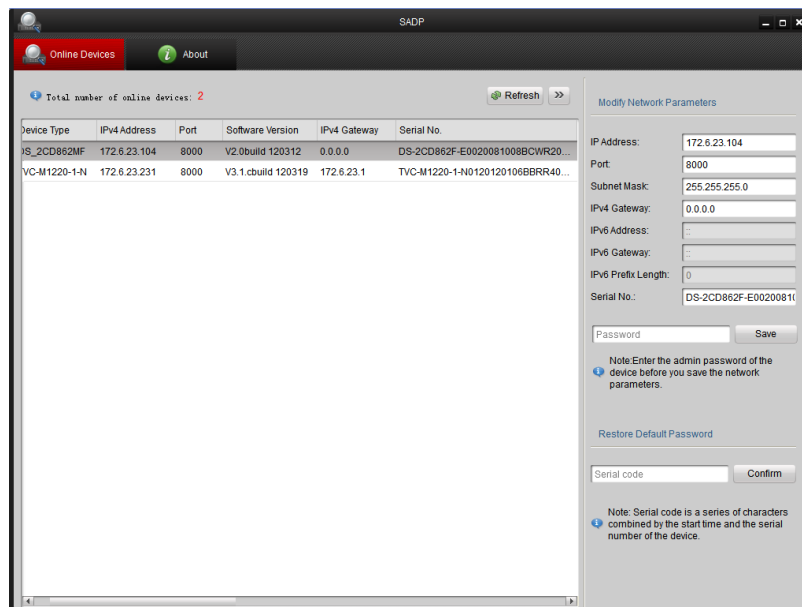 SADP
Online Devices
About
Total number of online devices: 2
Refresh
Modify Network Parameters
Device Type IPv4 Address Port Software Version IPv4 Gateway Serial No.
DS_2CD862MF 172.6.23.104 8000 V2.0build 120312 0.0.0.0 DS-2CD862F-E0020081008BCWR20...
TVC-M1220-1-N 172.6.23.231 8000 V3.1.cbuild 120319 172.6.23.1 TVC-M1220-1-N0120120106BBRR40...
IP Address: 172.6.23.104
Port: 8000
Subnet Mask: 255.255.255.0
IPv4 Gateway: 0.0.0.0
IPv6 Address: ::
IPv6 Gateway: ::
IPv6 Prefix Length: 0
Serial No.: DS-2CD862F-E0020081(
Password Save
Note:Enter the admin password of the
device before you save the network
parameters.
Restore Default Password
Serial code Confirm
Note: Serial code is a series of characters
combined by the start time and the serial
number of the device.